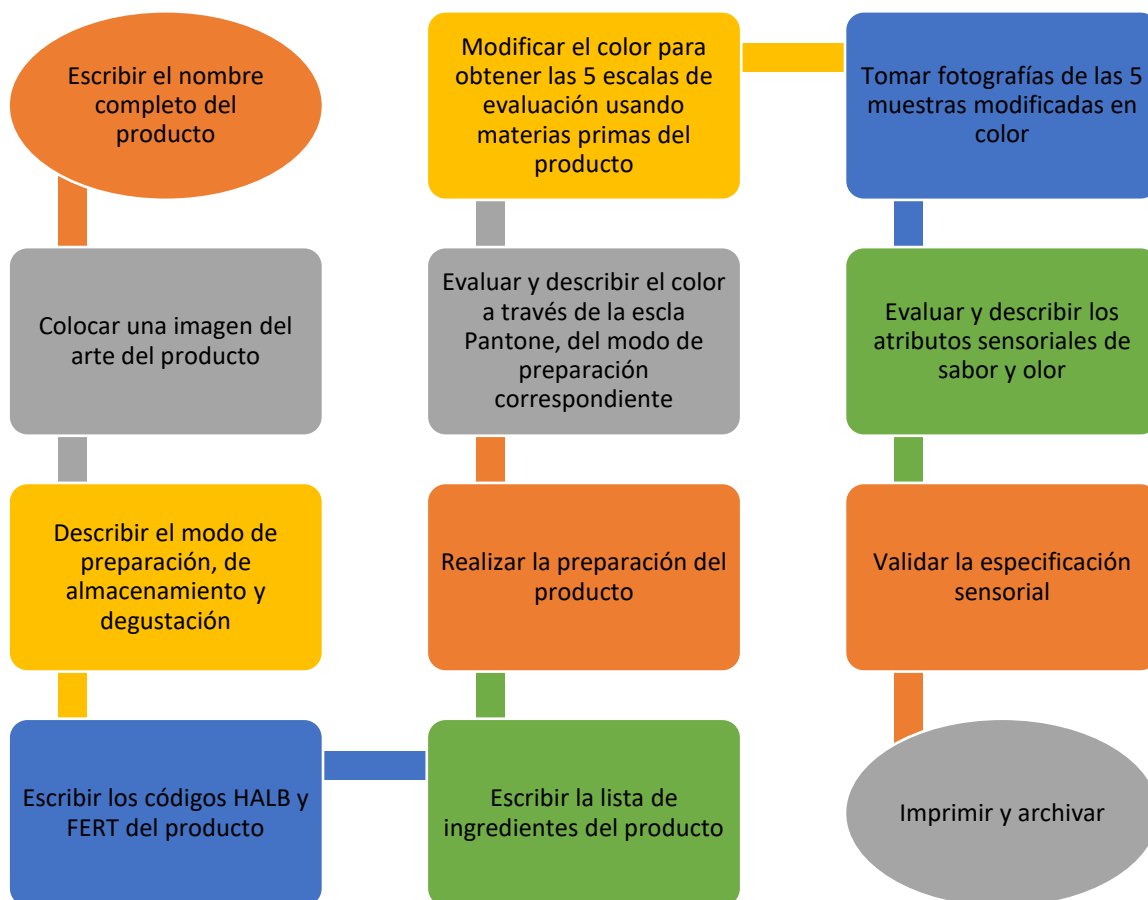 Escribir el nombre
completo del
producto
Colocar una imagen del
arte del producto
Describir el modo de
preparación, de
almacenamiento y
degustación
Escribir los códigos HALB y
FERT del producto
Escribir la lista de
ingredientes del producto
Realizar la preparación del
producto
Evaluar y describir el color
a través de la escla
Pantone, del modo de
preparación
correspondiente
Modificar el color para
obtener las 5 escalas de
evaluación usando
materias primas del
producto
Tomar fotografías de las 5
muestras modificadas en
color
Evaluar y describir los
atributos sensoriales de
sabor y olor
Validar la especificación
sensorial
Imprimir y archivar